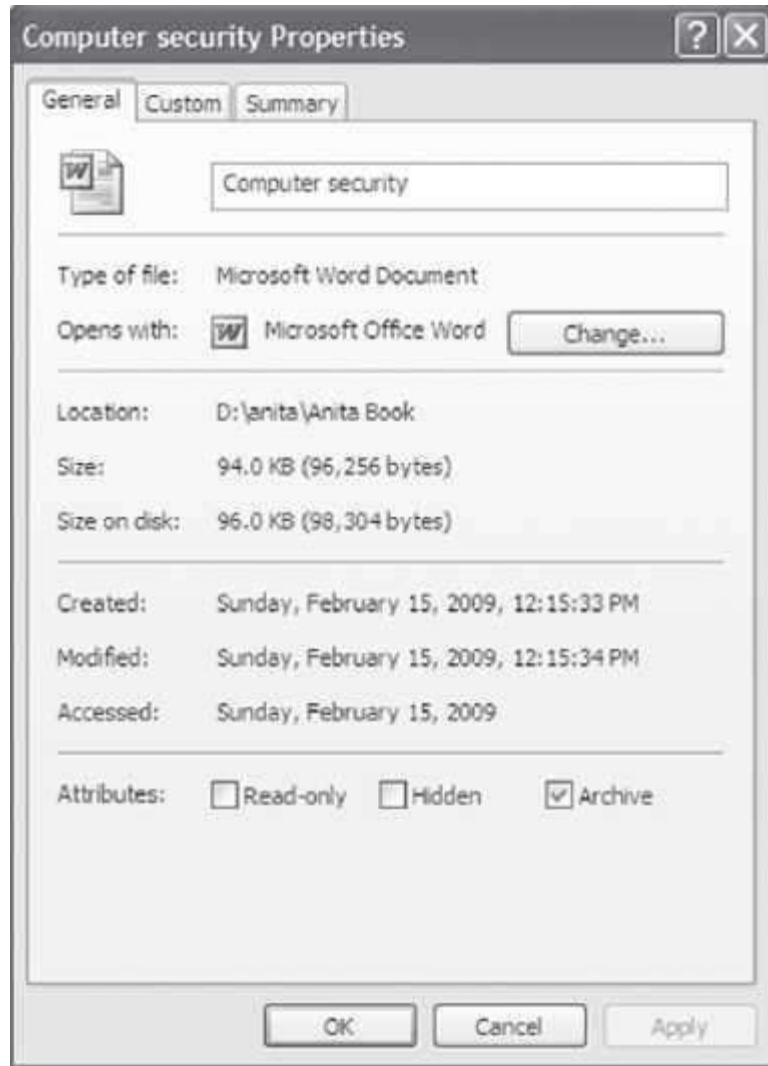 Computer security Properties
General Custom Summary
Computer security
Type of file: Microsoft Word Document
Opens with: Microsoft Office Word Change...
Location: D:\anita\Anita Book
Size: 94.0 KB (96,256 bytes)
Size on disk: 96.0 KB (98,304 bytes)
Created: Sunday, February 15, 2009, 12:15:33 PM
Modified: Sunday, February 15, 2009, 12:15:34 PM
Accessed: Sunday, February 15, 2009
Attributes: Read-only Hidden Archive
OK Cancel Apply